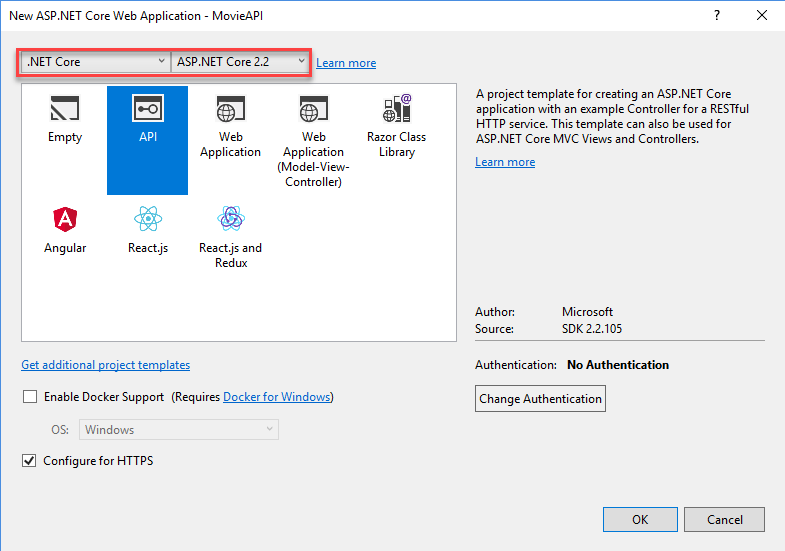 New ASP.NET Core Web Application - MovieAPI
.NET Core
ASP.NET Core 2.2
Learn more
Empty
API
Web
Application
Web
Application
(Model-View-
Controller)
Razor Class
Library
Angular
React.js
React.js and
Redux
A project template for creating an ASP.NET Core
application with an example Controller for a RESTful
HTTP service. This template can also be used for
ASP.NET Core MVC Views and Controllers.
Learn more
Author: Microsoft
Source: SDK 2.2.105
Get additional project templates
Authentication: No Authentication
Change Authentication
Enable Docker Support (Requires Docker for Windows)
OS: Windows
Configure for HTTPS
OK
Cancel